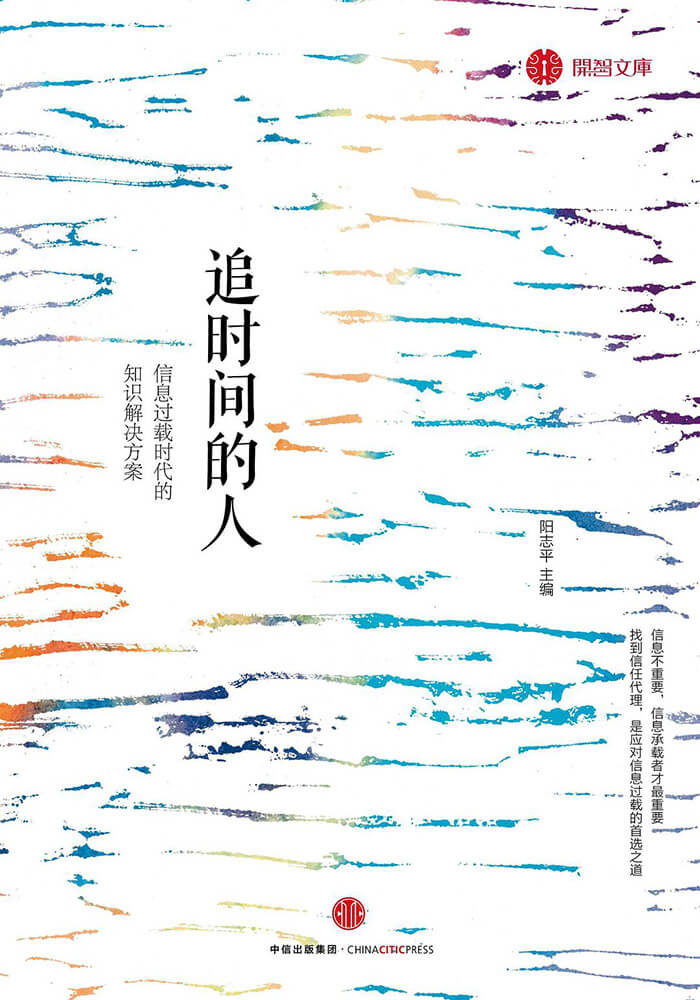 開智文庫
追时间的人
信息过载时代的
知识解决方案
阳志平 主编
信息不重要，信息承载者才最重要
找到信任代理，是应对信息过载的首选之道
中信出版集团·CHINACITICPRESS